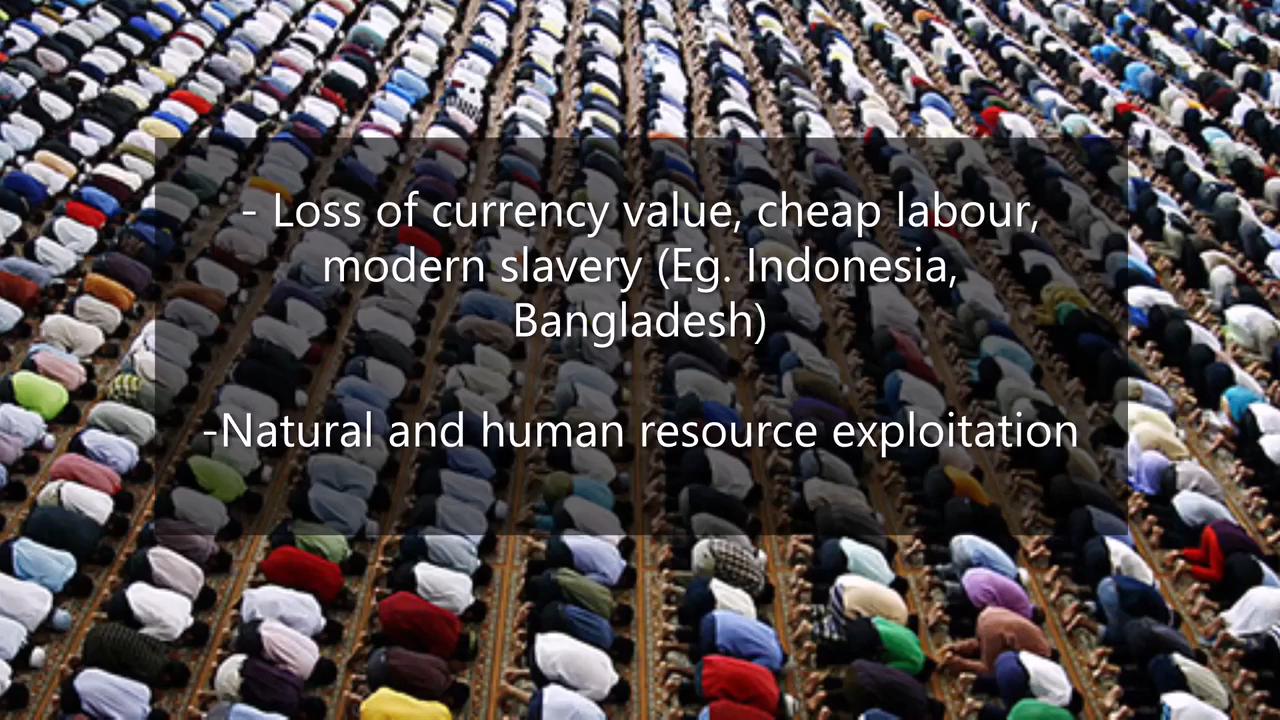 - Loss of currency value, cheap labour,
modern slavery (Eg. Indonesia,
Bangladesh)
-Natural and human resource exploitation